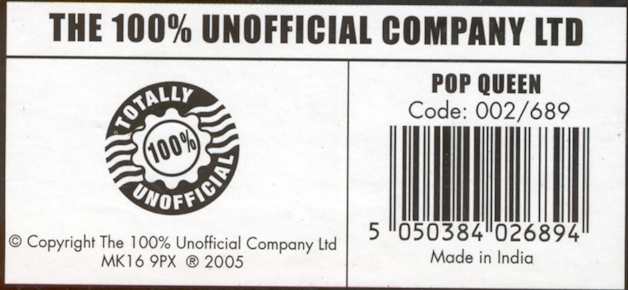 THE 100% UNOFFICIAL COMPANY LTD
TOTALLY
100%
UNOFFICIAL
© Copyright The 100% Unofficial Company Ltd
MK16 9PX ® 2005
POP QUEEN
Code: 002/689
5 050384 026894
Made in India